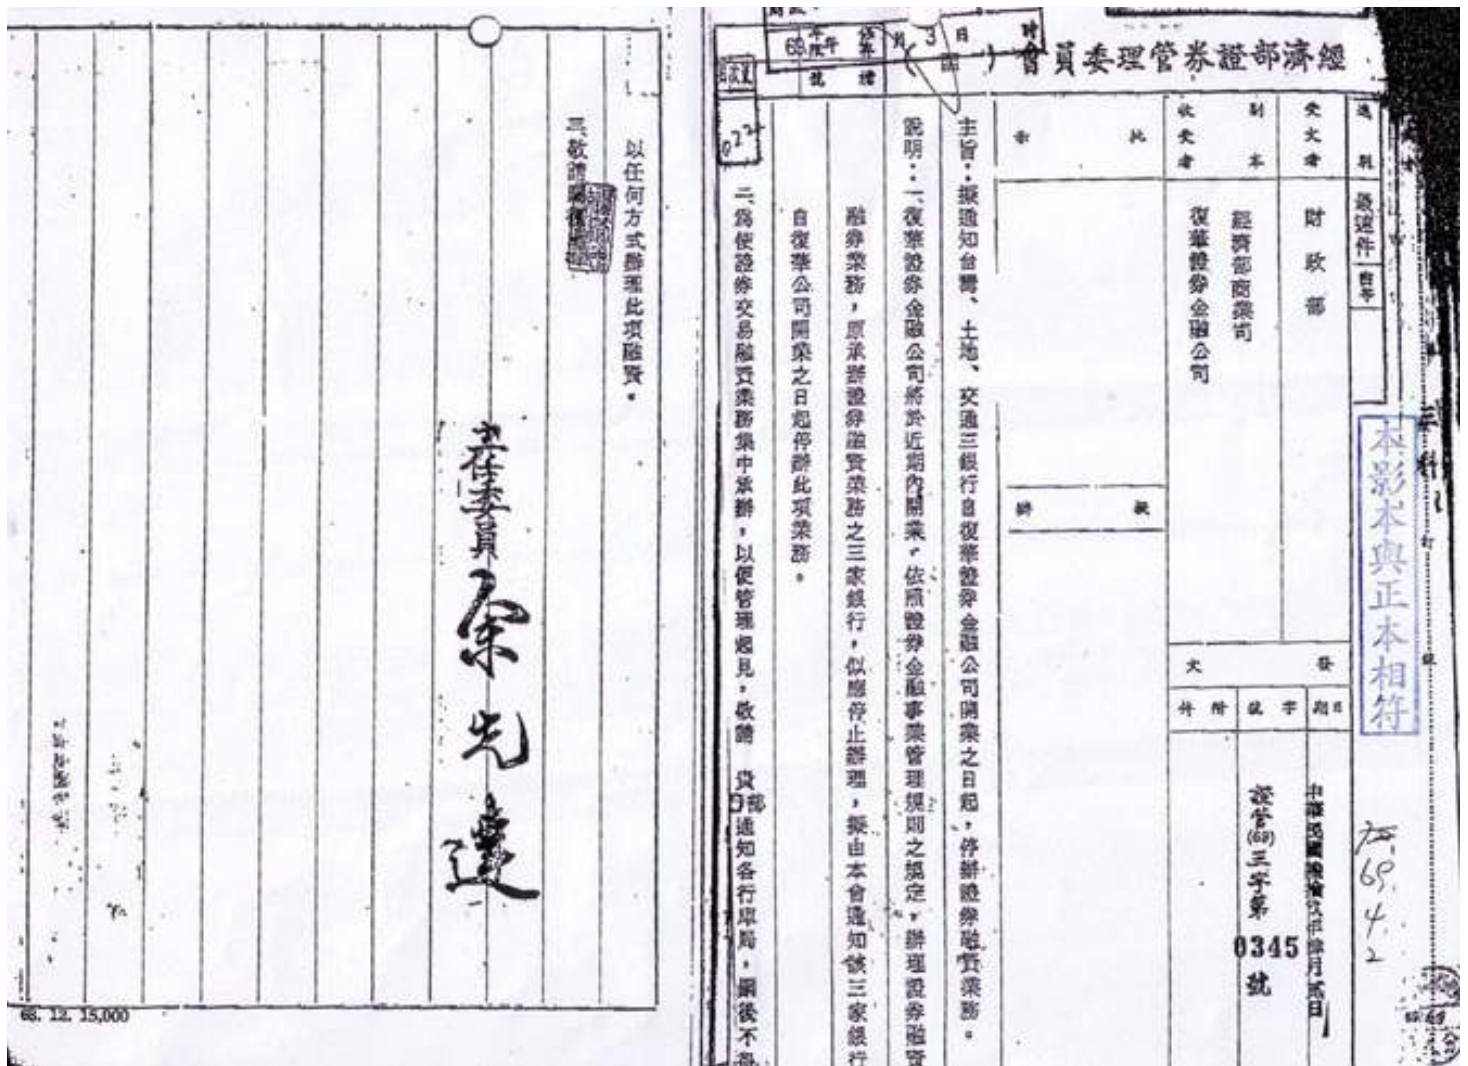 經濟部證券管理委員會
速別
最速件
受文者
財政部
副本
收受者
經濟部商業司
復華證券金融公司
批
示
擬
辦
發
文
日期
字號
附件
中華民國陸拾玖年肆月貳日
證管(69)三字第
0345
號
本影本與正本相符
69.
4.
2
主旨：擬通知台灣、土地、交通三銀行自復華證券金融公司開業之日起，停辦證券融資業務。
說明：一、復華證券金融公司將於近期內開業，依照證券金融事業管理規則之規定，辦理證券融資
融券業務，原承辦證券融資業務之三家銀行，似應停止辦理，擬由本會通知該三家銀行
自復華公司開業之日起停辦此項業務。
二、為使證券交易融資業務集中承辦，以便管理起見，敬請 貴部通知各行庫局，嗣後不得
以任何方式辦理此項融資。
三、敬請
主任委員 余先達
68. 12. 15,000